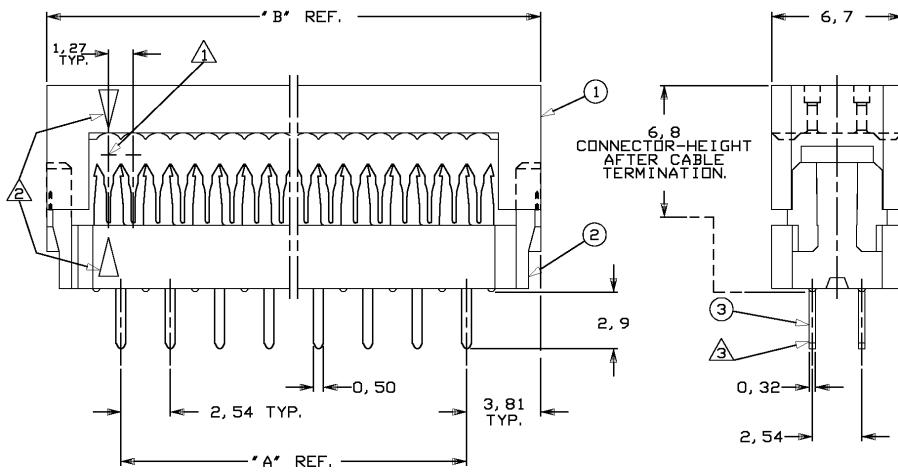 "B" REF.
6,7
1,27
TYP.
1
1
6,8
CONNECTOR-HEIGHT
AFTER CABLE
TERMINATION.
2
2
3
2,9
3
0,50
0,32
2,54 TYP.
3,81
TYP.
2,54
"A" REF.